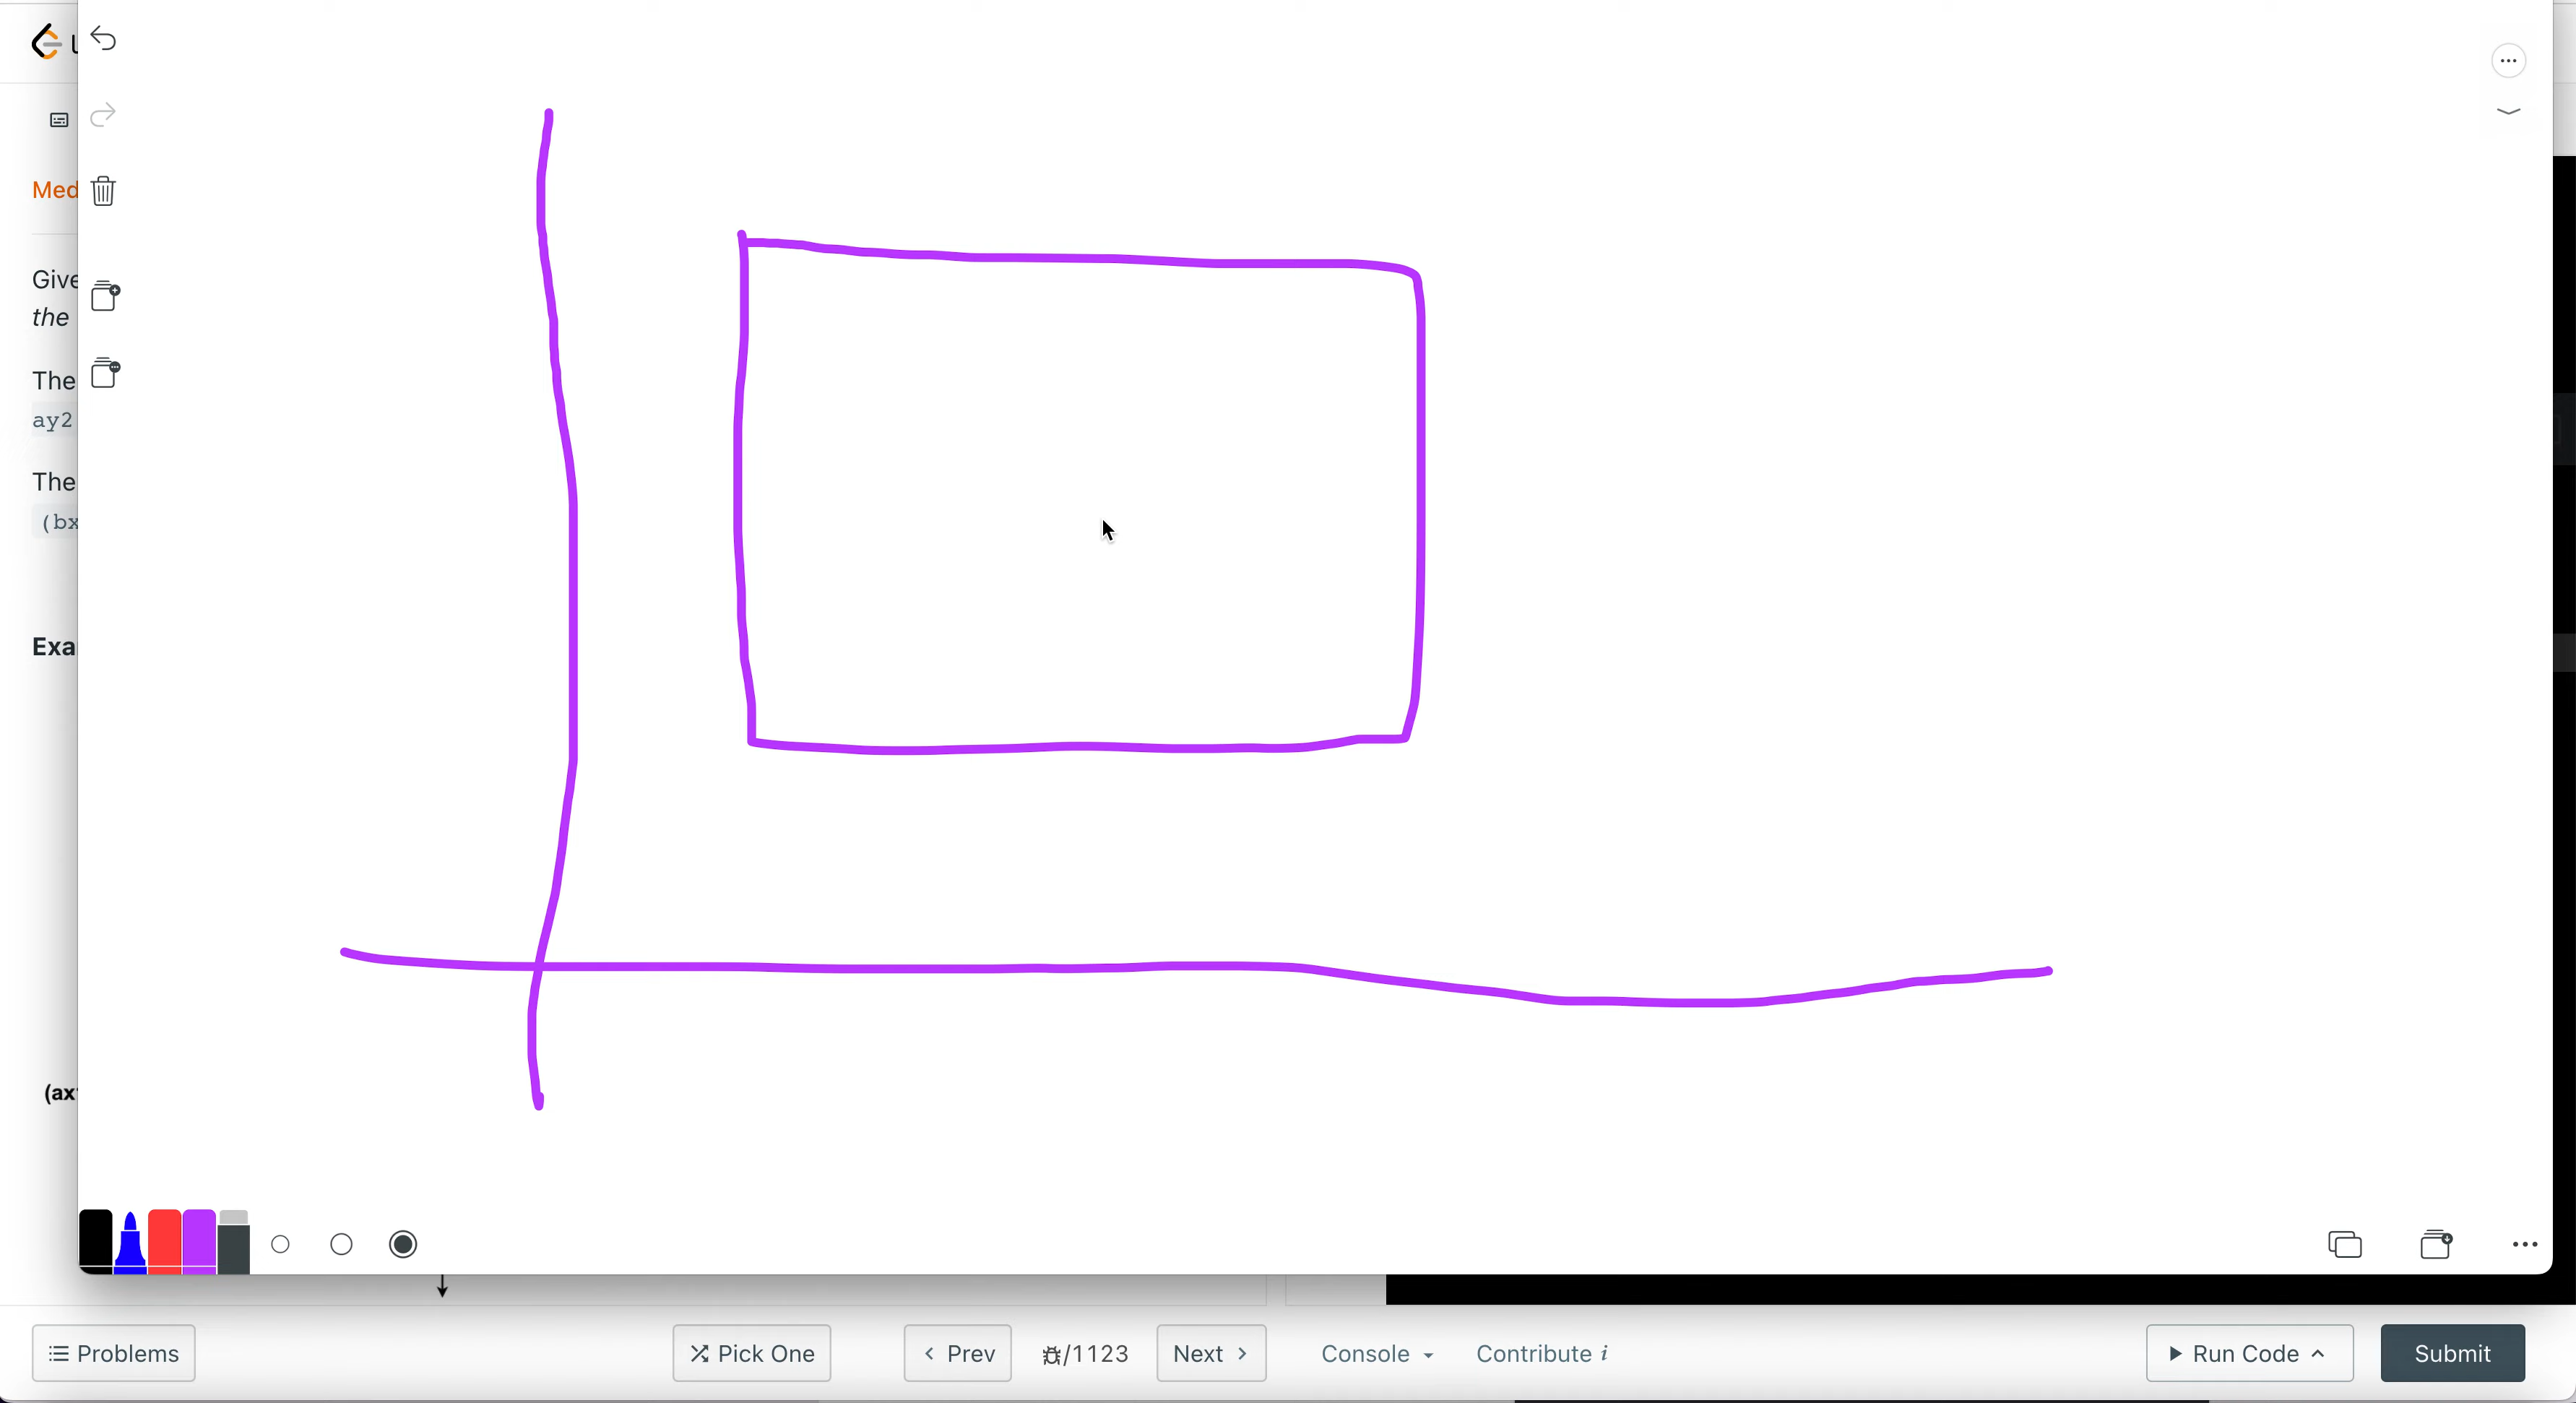 Med
Give
the
The
ay2
The
(bx
Exa
(ax
Problems
Pick One
Prev
/1123
Next
Console
Contribute i
Run Code
Submit